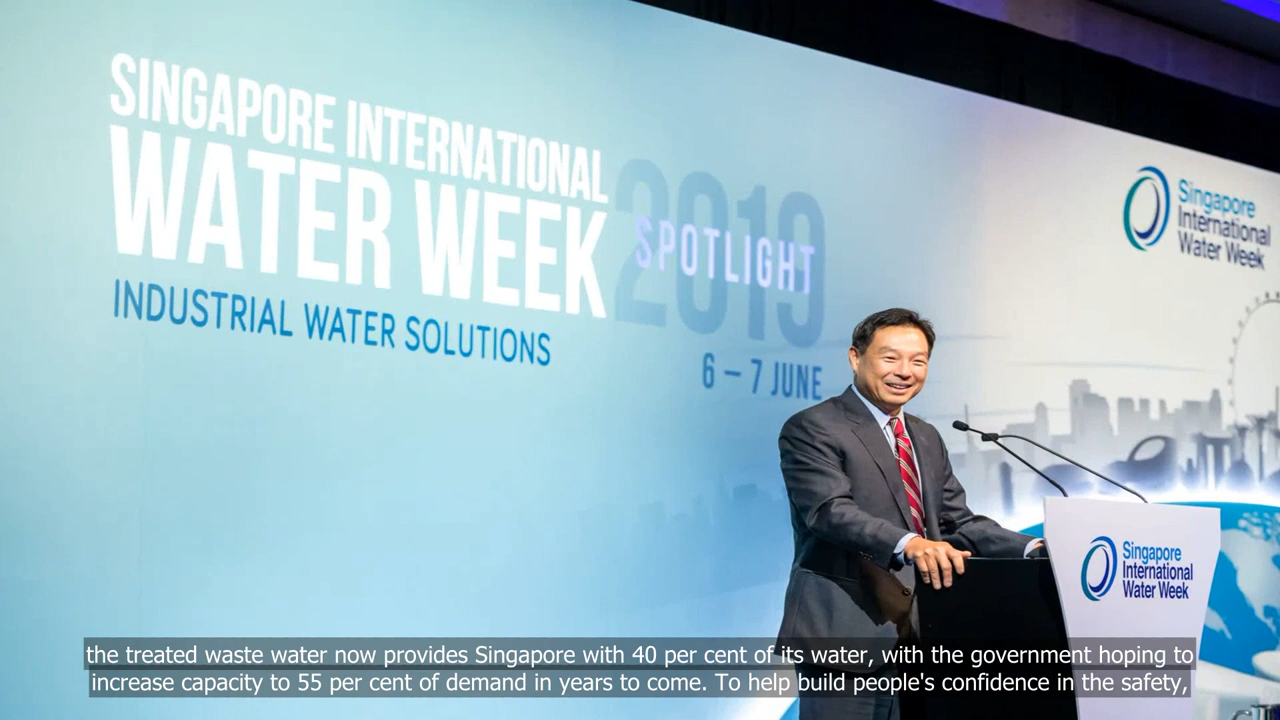 SINGAPORE INTERNATIONAL
WATER WEEK
2019
SPOTLIGHT
INDUSTRIAL WATER SOLUTIONS
6 – 7 JUNE
Singapore
International
Water Week
Singapore
International
Water Week
the treated waste water now provides Singapore with 40 per cent of its water, with the government hoping to
increase capacity to 55 per cent of demand in years to come. To help build people's confidence in the safety,